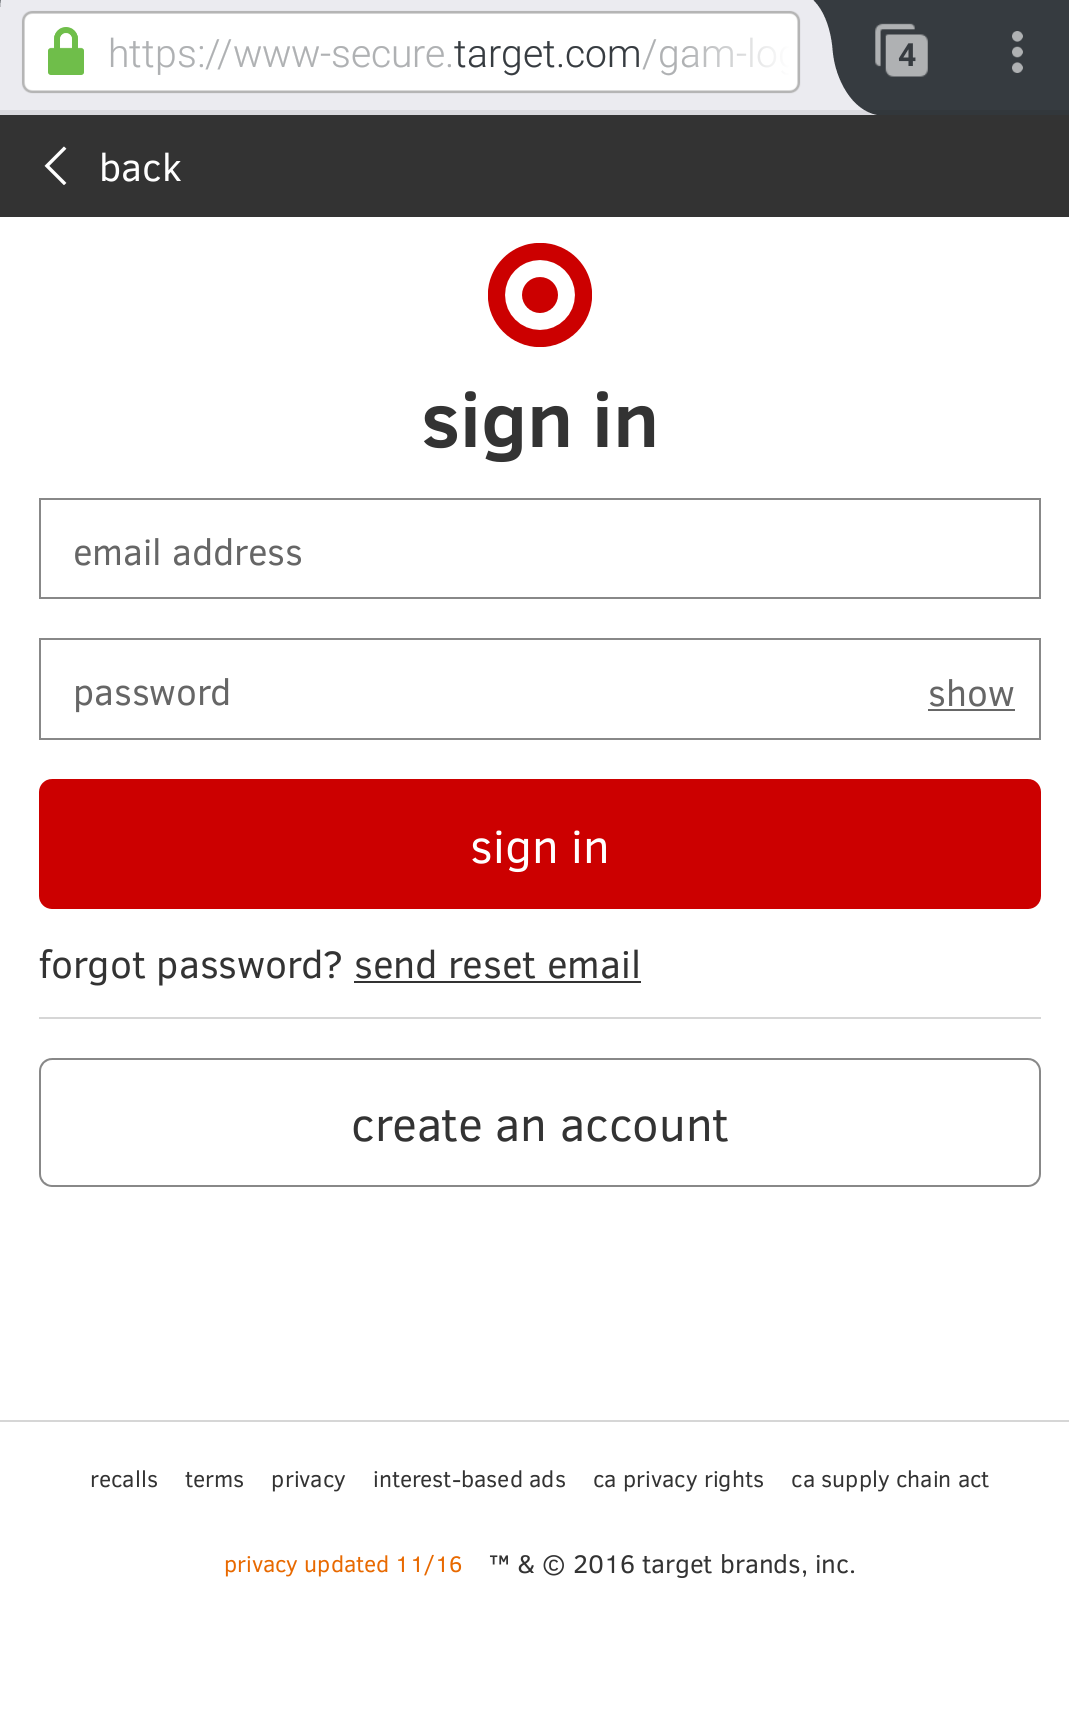 https://www-secure.target.com/gam-lo
4
back
sign in
email address
password show
sign in
forgot password? send reset email
create an account
recalls terms privacy interest-based ads ca privacy rights ca supply chain act
privacy updated 11/16 ™ & © 2016 target brands, inc.